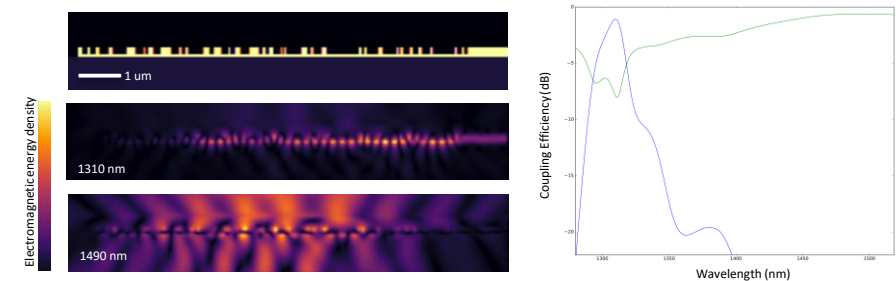 1 um
Electromagnetic energy density
1310 nm
1490 nm
Coupling Efficiency (dB)
0
−5
−10
−15
−20
1300
1350
1400
1450
1500
Wavelength (nm)